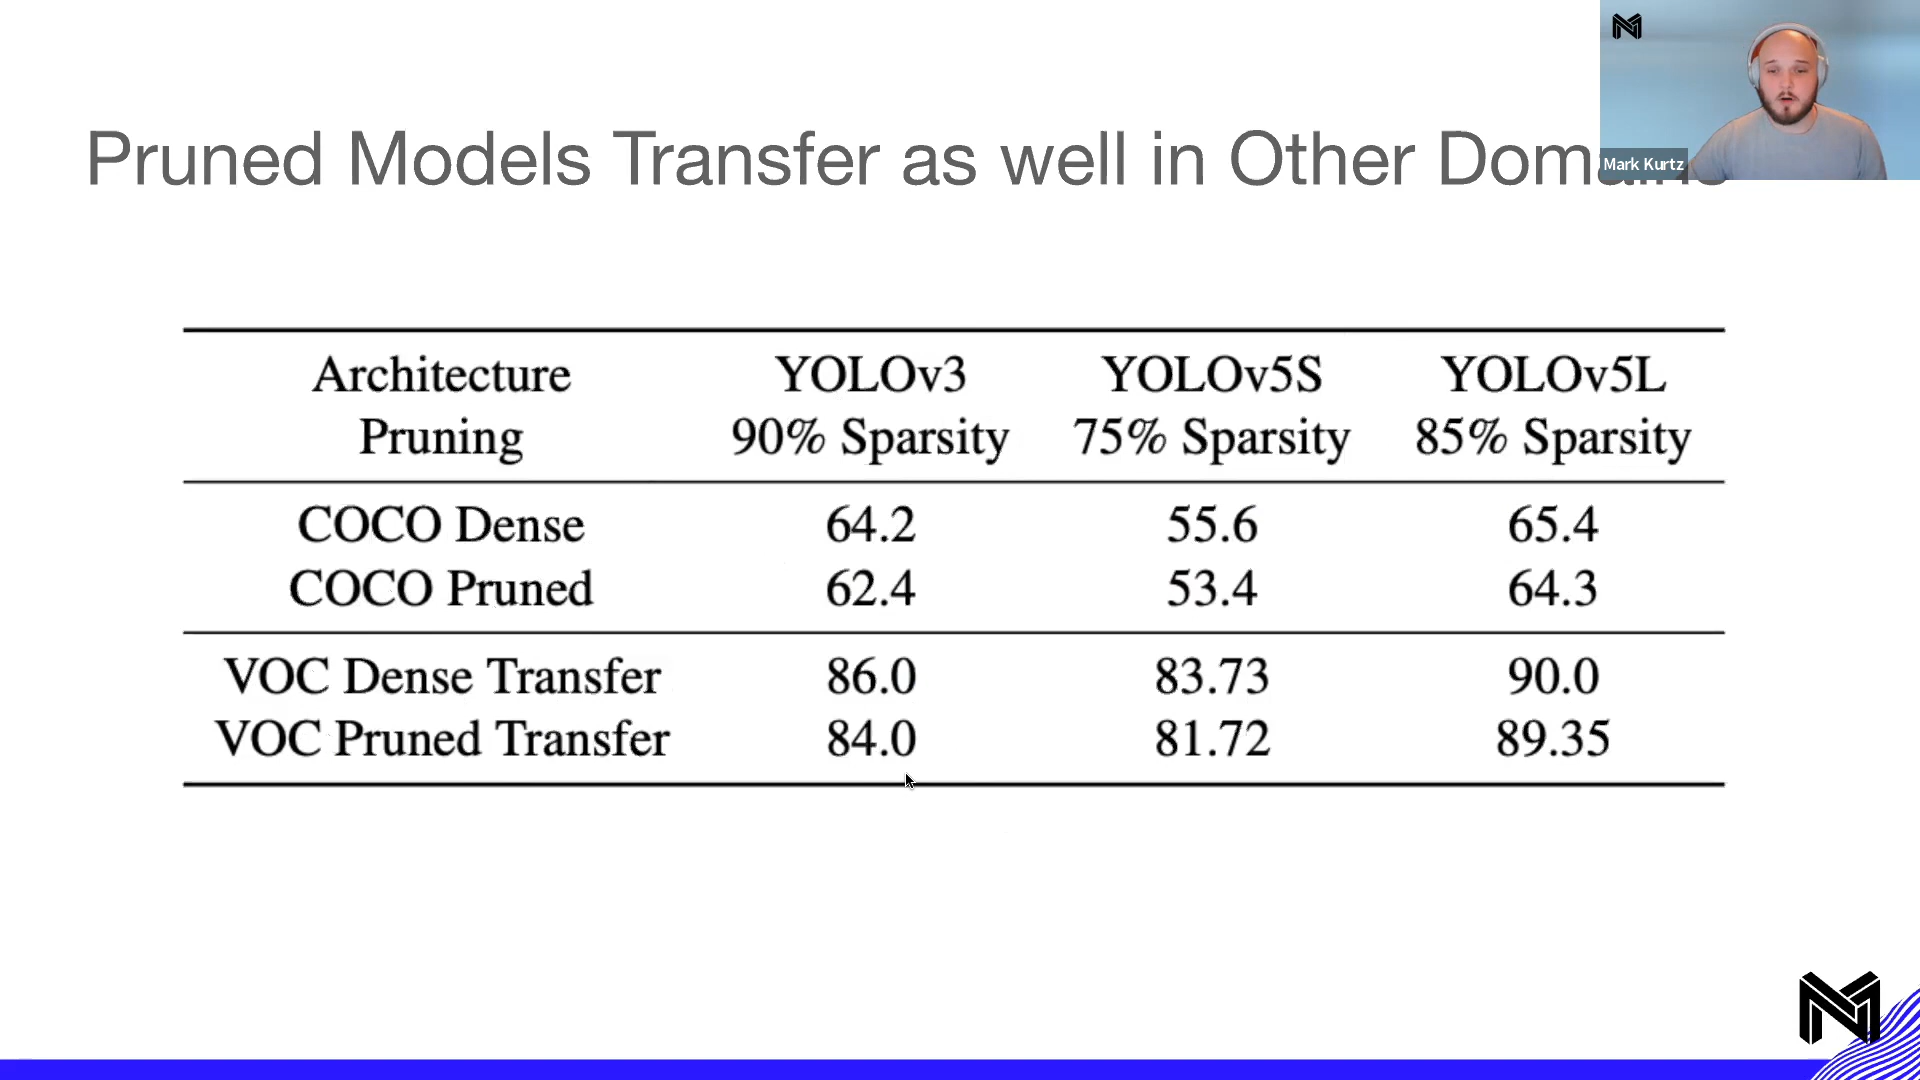 Pruned Models Transfer as well in Other Domains
Mark Kurtz
Architecture YOLOv3 YOLOv5S YOLOv5L
Pruning 90% Sparsity 75% Sparsity 85% Sparsity
COCO Dense 64.2 55.6 65.4
COCO Pruned 62.4 53.4 64.3
VOC Dense Transfer 86.0 83.73 90.0
VOC Pruned Transfer 84.0 81.72 89.35